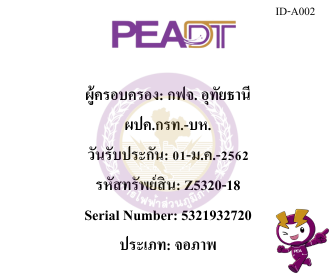 ID-A002
PEADT
ผู้ครอบครอง: กฟจ. อุทัยธานี
ผปค.กรท.-บห.
วันรับประกัน: 01-ม.ค.-2562
รหัสทรัพย์สิน: Z5320-18
Serial Number: 5321932720
ประเภท: จอภาพ